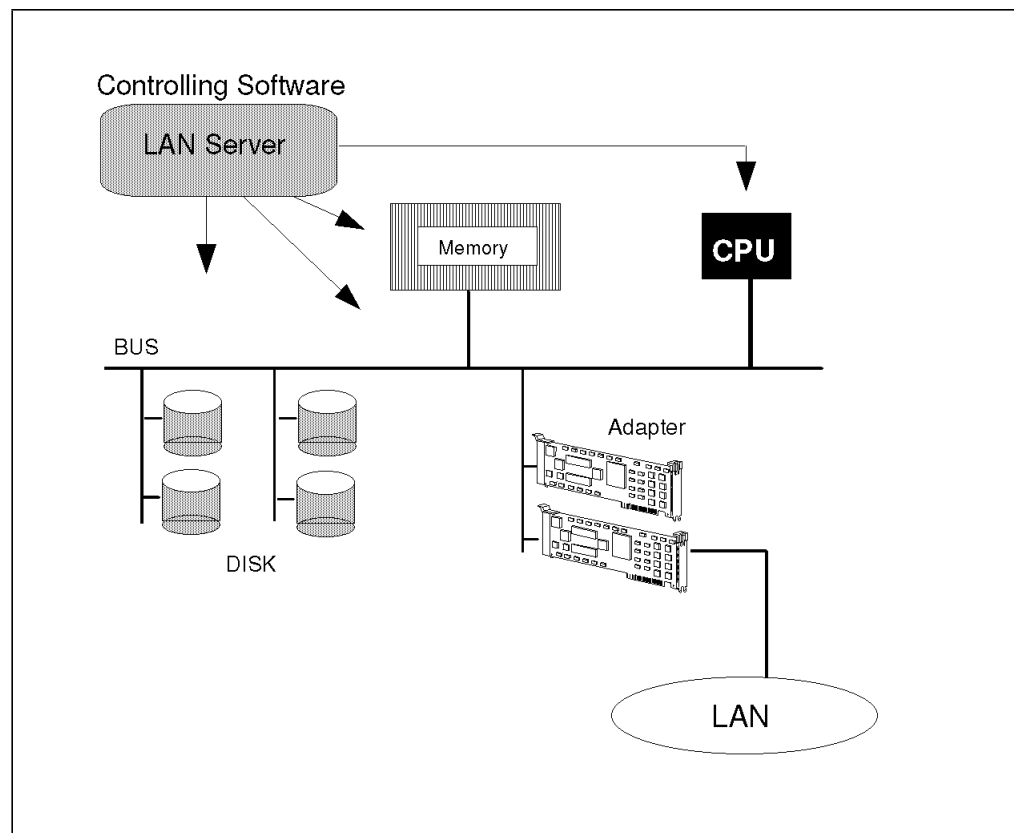 Controlling Software
LAN Server
Memory
CPU
BUS
Adapter
DISK
LAN